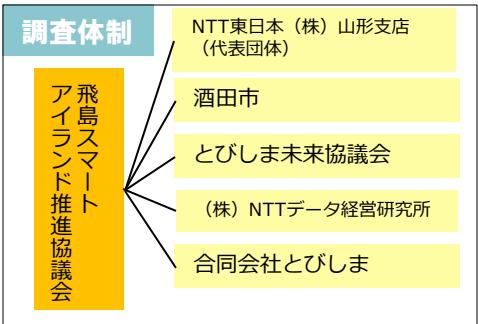 調査体制
飛島スマート
アイランド推進協議会
NTT東日本（株）山形支店
（代表団体）
酒田市
とびしま未来協議会
（株）NTTデータ経営研究所
合同会社とびしま